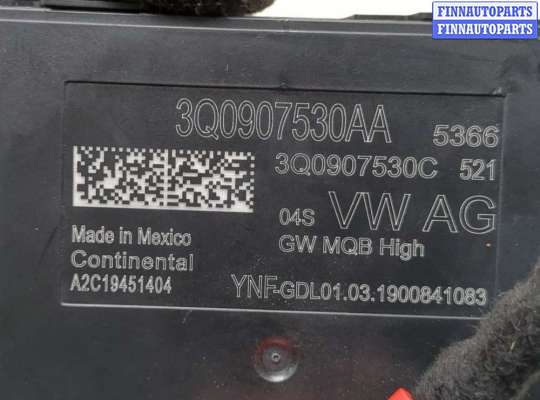 FINNAUTOPARTS
FINNAUTOPARTS
3Q0907530AA 5366
3Q0907530C 521
04S VW AG
Made in Mexico GW MQB High
Continental
A2C19451404 YNF-GDL01.03.1900841083